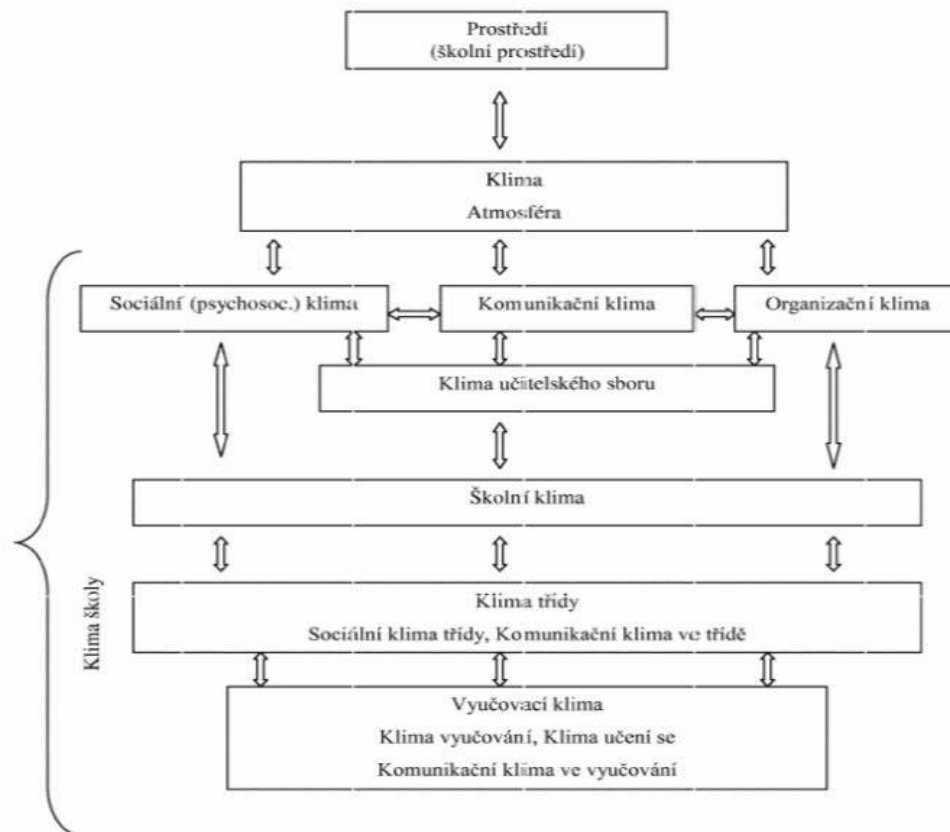 Prostředí
(školní prostředí)
Klima
Atmosféra
Sociální (psychosoc.) klima
Komunikační klima
Organizační klima
Klima učitelského sboru
Školní klima
Klima třídy
Sociální klima třídy, Komunikační klima ve třídě
Vyučovací klima
Klima vyučování, Klima učení se
Komunikační klima ve vyučování
Klima školy